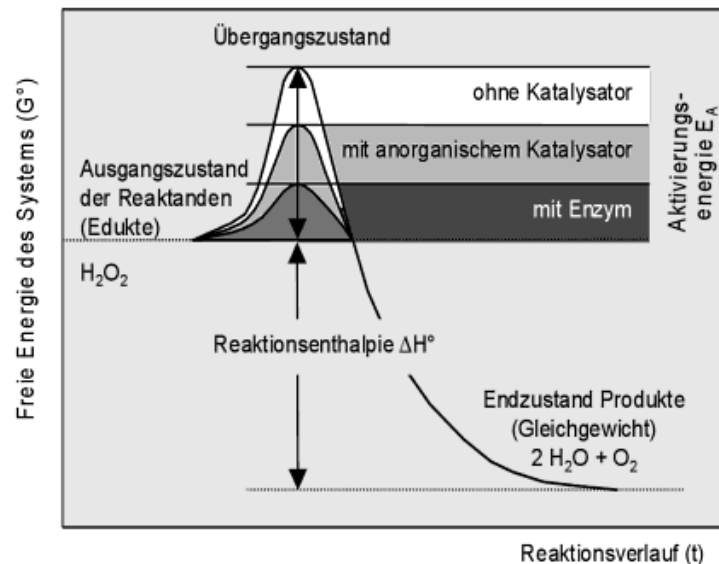 Freie Energie des Systems (G°)
Übergangszustand
ohne Katalysator
mit anorganischem Katalysator
mit Enzym
Aktivierungs-
energie E_A
Ausgangszustand
der Reaktanden
(Edukte)
H₂O₂
Reaktionsenthalpie ΔH°
Endzustand Produkte
(Gleichgewicht)
2 H₂O + O₂
Reaktionsverlauf (t)